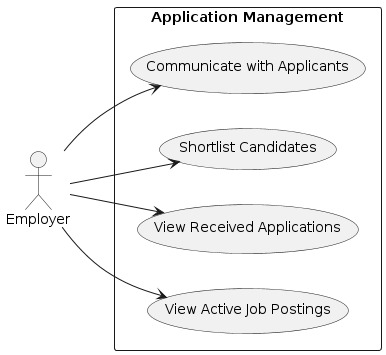 Application Management
Communicate with Applicants
Shortlist Candidates
Employer
View Received Applications
View Active Job Postings